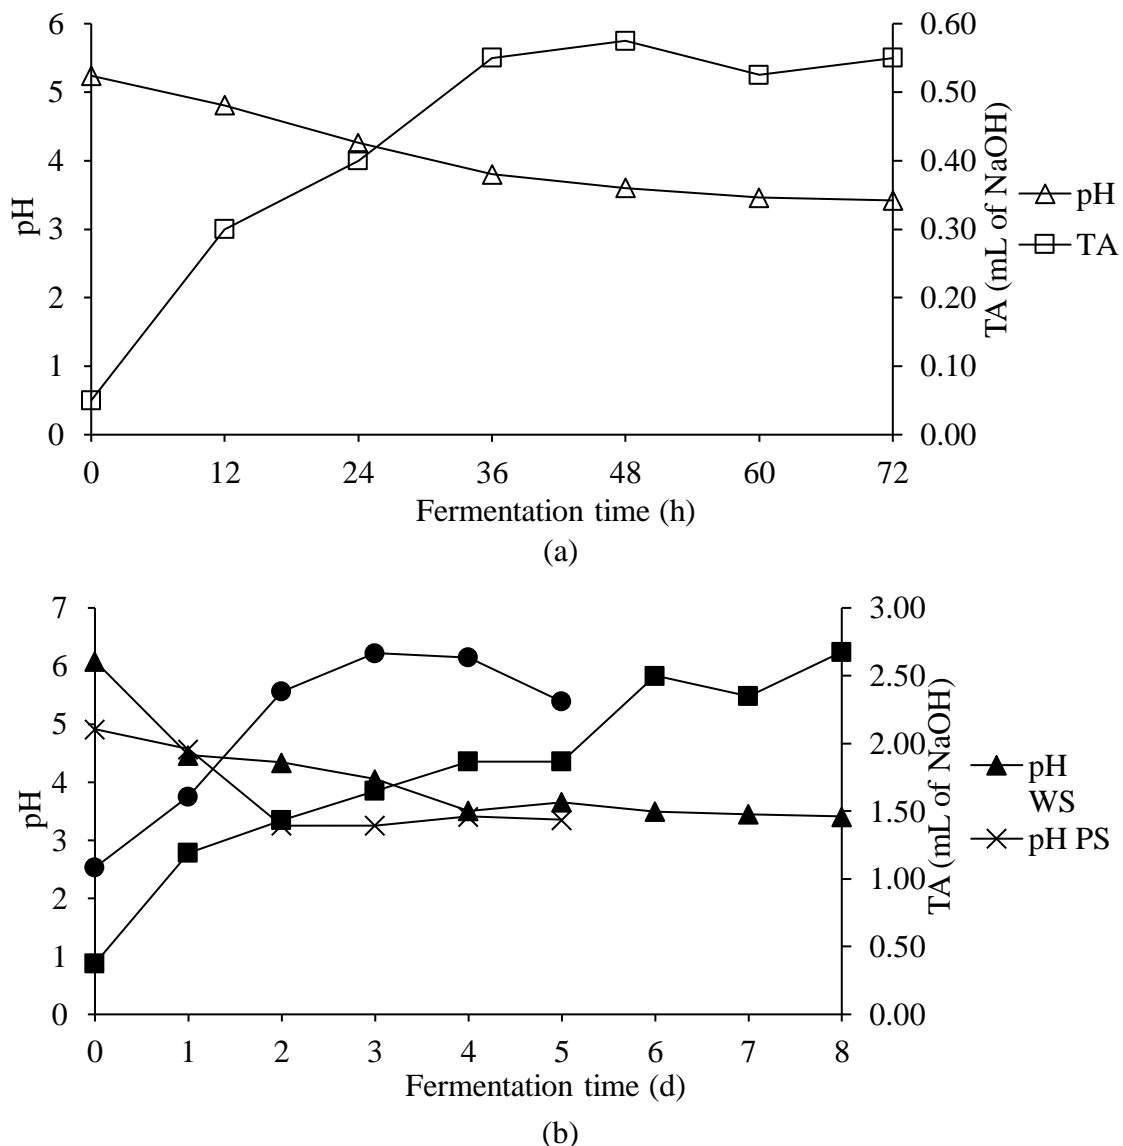 6
5
4
3
2
1
0
pH
0.60
0.50
0.40
0.30
0.20
0.10
0.00
TA (mL of NaOH)
pH
TA
0 12 24 36 48 60 72
Fermentation time (h)
(a)
7
6
5
4
3
2
1
0
pH
3.00
2.50
2.00
1.50
1.00
0.50
0.00
TA (mL of NaOH)
pH
WS
pH PS
0 1 2 3 4 5 6 7 8
Fermentation time (d)
(b)